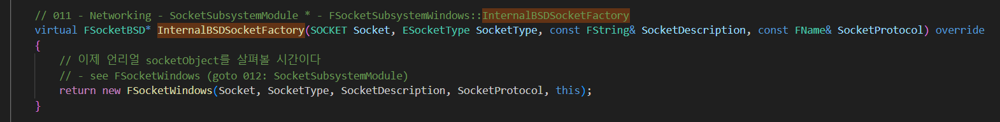 // 011 - Networking - SocketSubsystemModule * - FSocketSubsystemWindows::InternalBSDSocketFactory
virtual FSocketBSD* InternalBSDSocketFactory(SOCKET Socket, ESocketType SocketType, const FString& SocketDescription, const FName& SocketProtocol) override
{
// 이제 언리얼 socketObject를 살펴볼 시간이다
// - see FSocketWindows (goto 012: SocketSubsystemModule)
return new FSocketWindows(Socket, SocketType, SocketDescription, SocketProtocol, this);
}